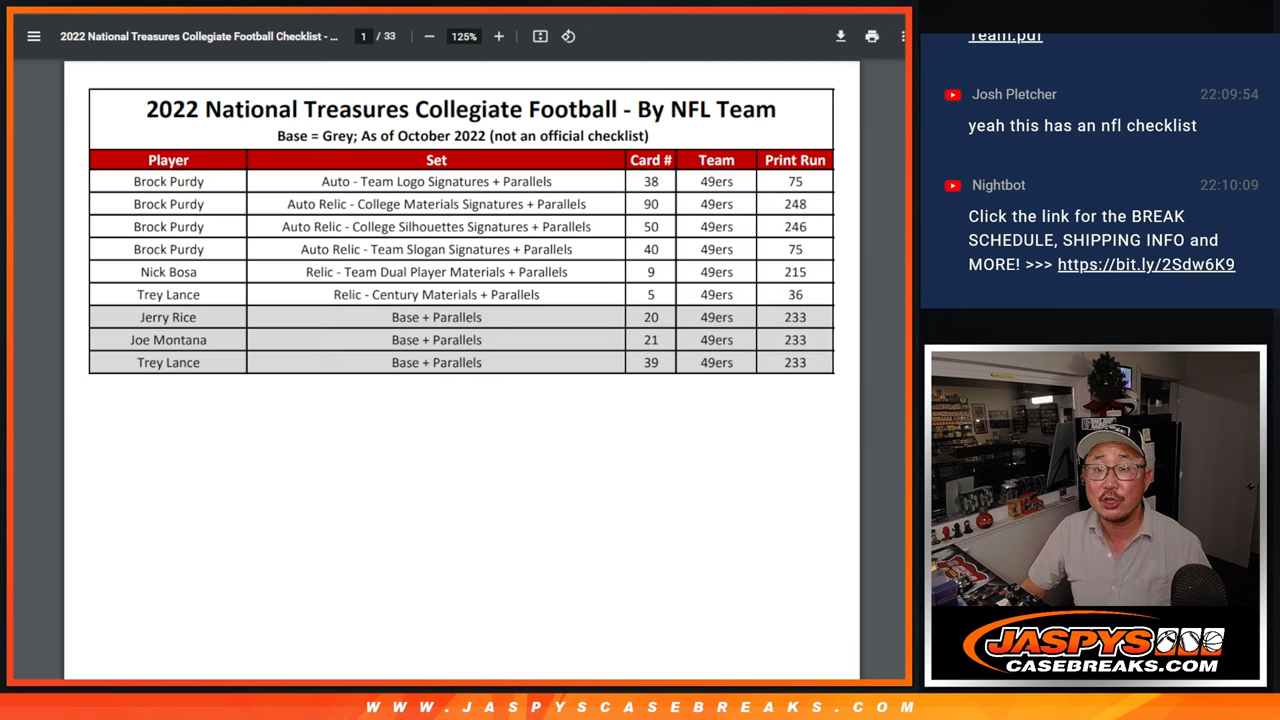 2022 National Treasures Collegiate Football Checklist - ...
1 / 33
125%
2022 National Treasures Collegiate Football - By NFL Team
Base = Grey; As of October 2022 (not an official checklist)
Player Set Card # Team Print Run
Brock Purdy Auto - Team Logo Signatures + Parallels 38 49ers 75
Brock Purdy Auto Relic - College Materials Signatures + Parallels 90 49ers 248
Brock Purdy Auto Relic - College Silhouettes Signatures + Parallels 50 49ers 246
Brock Purdy Auto Relic - Team Slogan Signatures + Parallels 40 49ers 75
Nick Bosa Relic - Team Dual Player Materials + Parallels 9 49ers 215
Trey Lance Relic - Century Materials + Parallels 5 49ers 36
Jerry Rice Base + Parallels 20 49ers 233
Joe Montana Base + Parallels 21 49ers 233
Trey Lance Base + Parallels 39 49ers 233
Team.pdf
Josh Pletcher 22:09:54
yeah this has an nfl checklist
Nightbot 22:10:09
Click the link for the BREAK
SCHEDULE, SHIPPING INFO and
MORE! >>> https://bit.ly/2Sdw6K9
JASPYS
CASEBREAKS.COM
WWW.JASPYSCASEBREAKS.COM